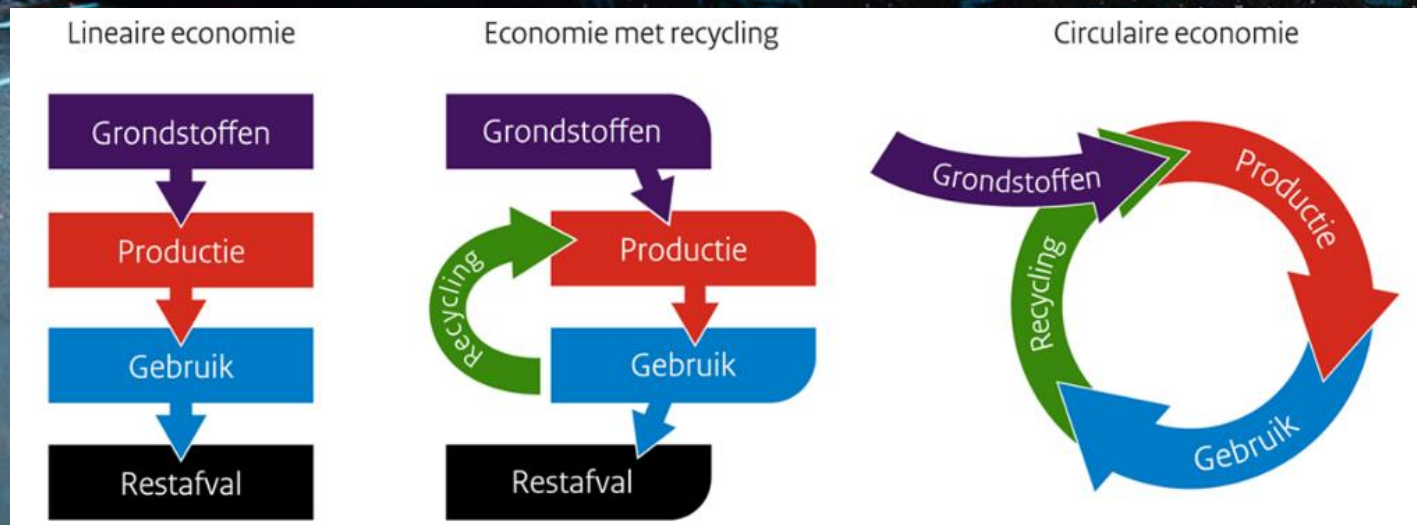 Lineaire economie
Grondstoffen
Productie
Gebruik
Restafval
Economie met recycling
Grondstoffen
Productie
Recycling
Gebruik
Restafval
Circulaire economie
Grondstoffen
Productie
Gebruik
Recycling